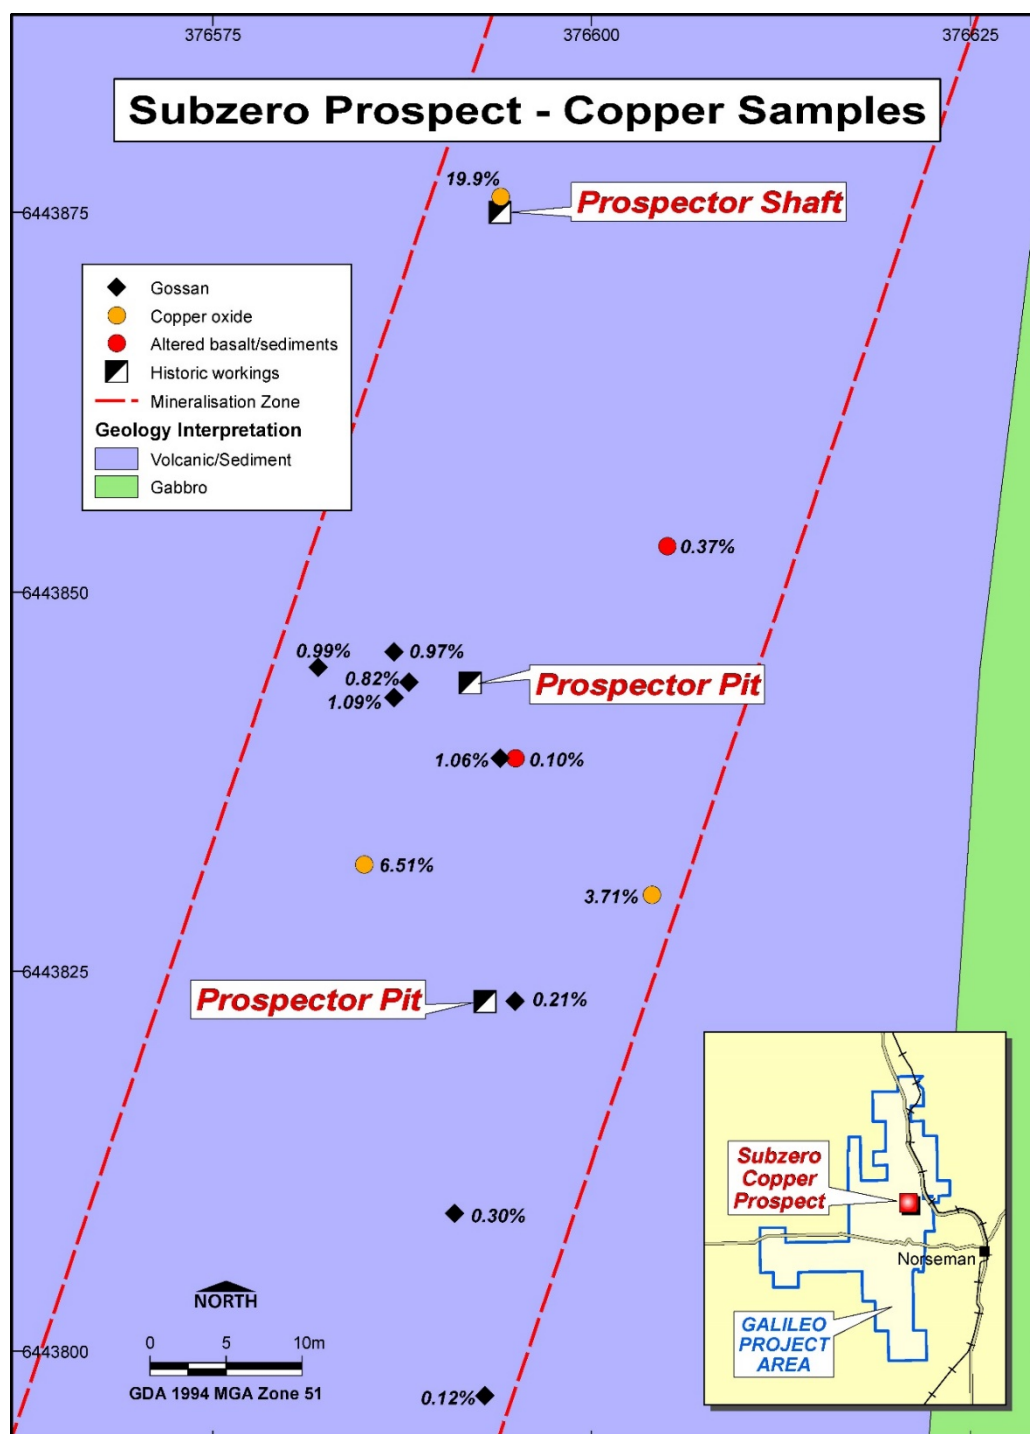 376575
376600
376625
Subzero Prospect - Copper Samples
19.9%
6443875
Prospector Shaft
Gossan
Copper oxide
Altered basalt/sediments
Historic workings
Mineralisation Zone
Geology Interpretation
Volcanic/Sediment
Gabbro
0.37%
6443850
0.99%
0.97%
0.82%
1.09%
Prospector Pit
1.06%
0.10%
6.51%
3.71%
6443825
Prospector Pit
0.21%
0.30%
NORTH
0
5
10m
GDA 1994 MGA Zone 51
6443800
0.12%
Subzero
Copper
Prospect
Norseman
GALILEO
PROJECT
AREA